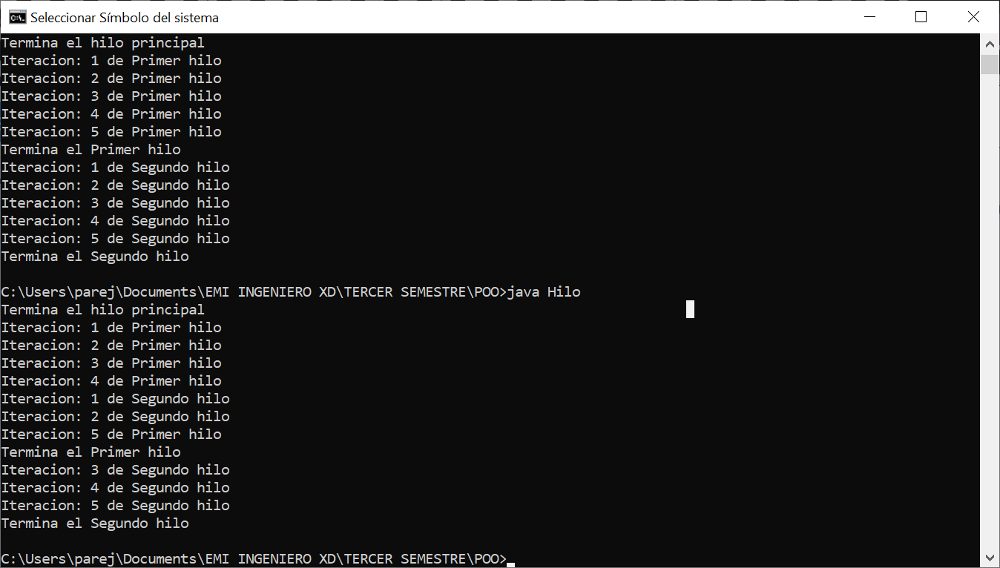 Seleccionar Símbolo del sistema
Termina el hilo principal
Iteracion: 1 de Primer hilo
Iteracion: 2 de Primer hilo
Iteracion: 3 de Primer hilo
Iteracion: 4 de Primer hilo
Iteracion: 5 de Primer hilo
Termina el Primer hilo
Iteracion: 1 de Segundo hilo
Iteracion: 2 de Segundo hilo
Iteracion: 3 de Segundo hilo
Iteracion: 4 de Segundo hilo
Iteracion: 5 de Segundo hilo
Termina el Segundo hilo
C:\Users\parej\Documents\EMI INGENIERO XD\TERCER SEMESTRE\POO>java Hilo
Termina el hilo principal
Iteracion: 1 de Primer hilo
Iteracion: 2 de Primer hilo
Iteracion: 3 de Primer hilo
Iteracion: 4 de Primer hilo
Iteracion: 1 de Segundo hilo
Iteracion: 2 de Segundo hilo
Iteracion: 5 de Primer hilo
Termina el Primer hilo
Iteracion: 3 de Segundo hilo
Iteracion: 4 de Segundo hilo
Iteracion: 5 de Segundo hilo
Termina el Segundo hilo
C:\Users\parej\Documents\EMI INGENIERO XD\TERCER SEMESTRE\POO>